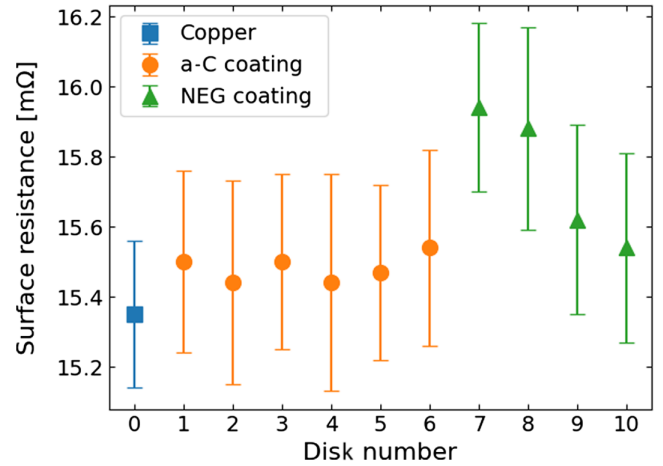 Copper
a-C coating
NEG coating
Surface resistance [mΩ]
16.2
16.0
15.8
15.6
15.4
15.2
0 1 2 3 4 5 6 7 8 9 10
Disk number